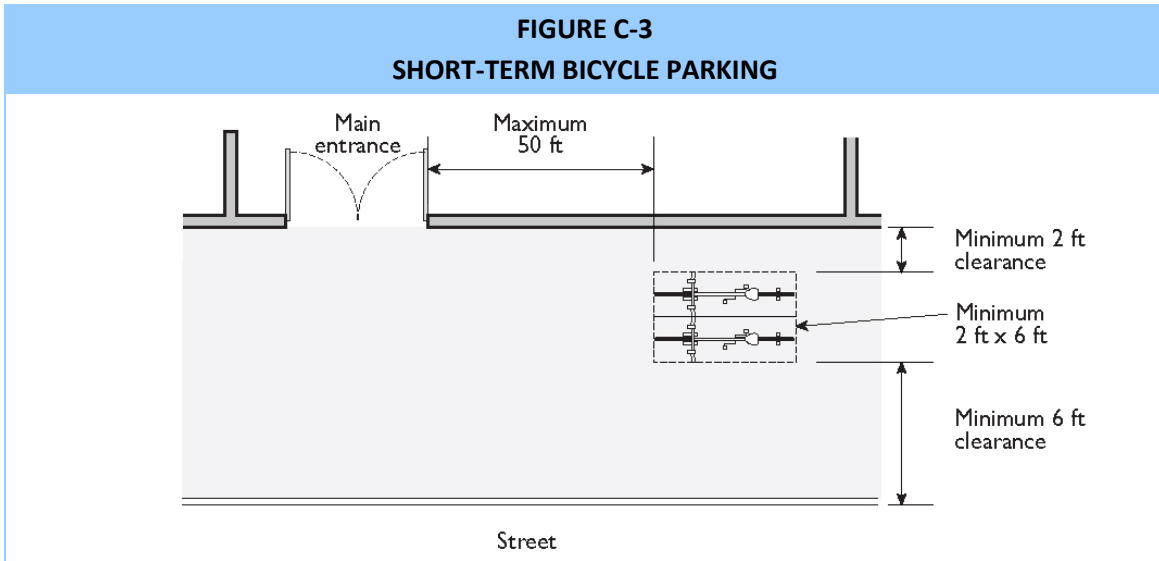 FIGURE C-3
SHORT-TERM BICYCLE PARKING
Main
entrance
Maximum
50 ft
Minimum 2 ft
clearance
Minimum
2 ft x 6 ft
Minimum 6 ft
clearance
Street